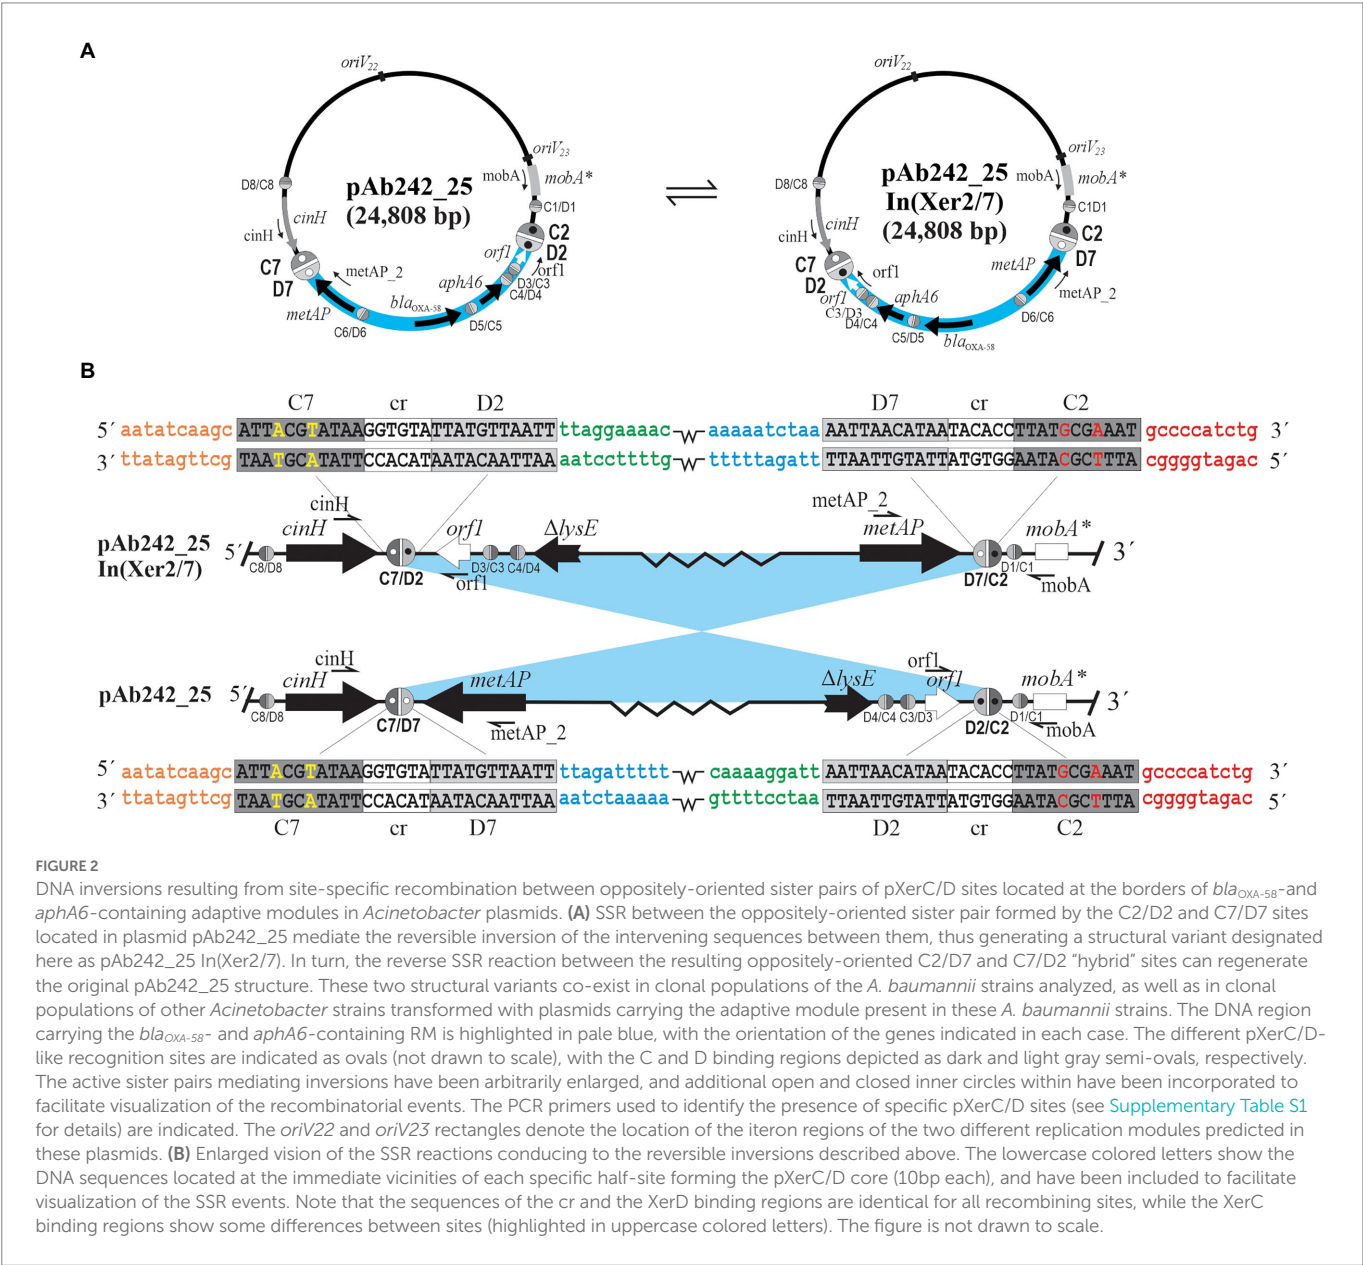 A
oriV22
oriV23
mobA
mobA*
C1/D1
C2
D2
orf1
orf1
D3/C3
C4/D4
aphA6
D5/C5
blaOXA-58
C6/D6
metAP
metAP_2
C7
D7
cinH
cinH
D8/C8
pAb242_25
(24,808 bp)
oriV22
oriV23
mobA
mobA*
C1D1
C2
D7
metAP
metAP_2
D6/C6
blaOXA-58
C5/D5
aphA6
D4/C4
C3/D3
orf1
orf1
C7
D2
cinH
cinH
D8/C8
pAb242_25
In(Xer2/7)
(24,808 bp)
B
C7 cr D2 D7 C2
5´ aatatcaagc ATTACGTATAAGGTGTATTATGTTAATT ttaggaaaac aaaaatctaa AATTAACATAATACACCTTATGCGAAAT gccccatctg 3´
3´ ttatagttcg TAATGCATATTCCACATAATACAATTAA aatccttttg tttttagatt TTAATTGTATTATGTGGAATACGCTTTA cggggtagac 5´
cinH metAP_2
cinH orf1 ΔlysE metAP mobA*
pAb242_25
In(Xer2/7)
5´ 3´
C8/D8 C7/D2 D3/C3 C4/D4 D7/C2 D1/C1
orf1 mobA
cinH orf1
pAb242_25 5´ cinH metAP ΔlysE orf1 mobA* 3´
C8/D8 C7/D7 D4/C4 C3/D3 D2/C2 D1/C1
metAP_2 mobA
5´ aatatcaagc ATTACGTATAAGGTGTATTATGTTAATT ttagattttt caaaaggatt AATTAACATAATACACCTTATGCGAAAT gccccatctg 3´
3´ ttatagttcg TAATGCATATTCCACATAATACAATTAA aatctaaaaa gttttcctaa TTAATTGTATTATGTGGAATACGCTTTA cggggtagac 5´
C7 cr D7 D2 cr C2
FIGURE 2
DNA inversions resulting from site-specific recombination between oppositely-oriented sister pairs of pXerC/D sites located at the borders of blaOXA-58-and
aphA6-containing adaptive modules in Acinetobacter plasmids. (A) SSR between the oppositely-oriented sister pair formed by the C2/D2 and C7/D7 sites
located in plasmid pAb242_25 mediate the reversible inversion of the intervening sequences between them, thus generating a structural variant designated
here as pAb242_25 In(Xer2/7). In turn, the reverse SSR reaction between the resulting oppositely-oriented C2/D7 and C7/D2 “hybrid” sites can regenerate
the original pAb242_25 structure. These two structural variants co-exist in clonal populations of the A. baumannii strains analyzed, as well as in clonal
populations of other Acinetobacter strains transformed with plasmids carrying the adaptive module present in these A. baumannii strains. The DNA region
carrying the blaOXA-58- and aphA6-containing RM is highlighted in pale blue, with the orientation of the genes indicated in each case. The different pXerC/D-
like recognition sites are indicated as ovals (not drawn to scale), with the C and D binding regions depicted as dark and light gray semi-ovals, respectively.
The active sister pairs mediating inversions have been arbitrarily enlarged, and additional open and closed inner circles within have been incorporated to
facilitate visualization of the recombinatorial events. The PCR primers used to identify the presence of specific pXerC/D sites (see Supplementary Table S1
for details) are indicated. The oriV22 and oriV23 rectangles denote the location of the iteron regions of the two different replication modules predicted in
these plasmids. (B) Enlarged vision of the SSR reactions conducing to the reversible inversions described above. The lowercase colored letters show the
DNA sequences located at the immediate vicinities of each specific half-site forming the pXerC/D core (10bp each), and have been included to facilitate
visualization of the SSR events. Note that the sequences of the cr and the XerD binding regions are identical for all recombining sites, while the XerC
binding regions show some differences between sites (highlighted in uppercase colored letters). The figure is not drawn to scale.